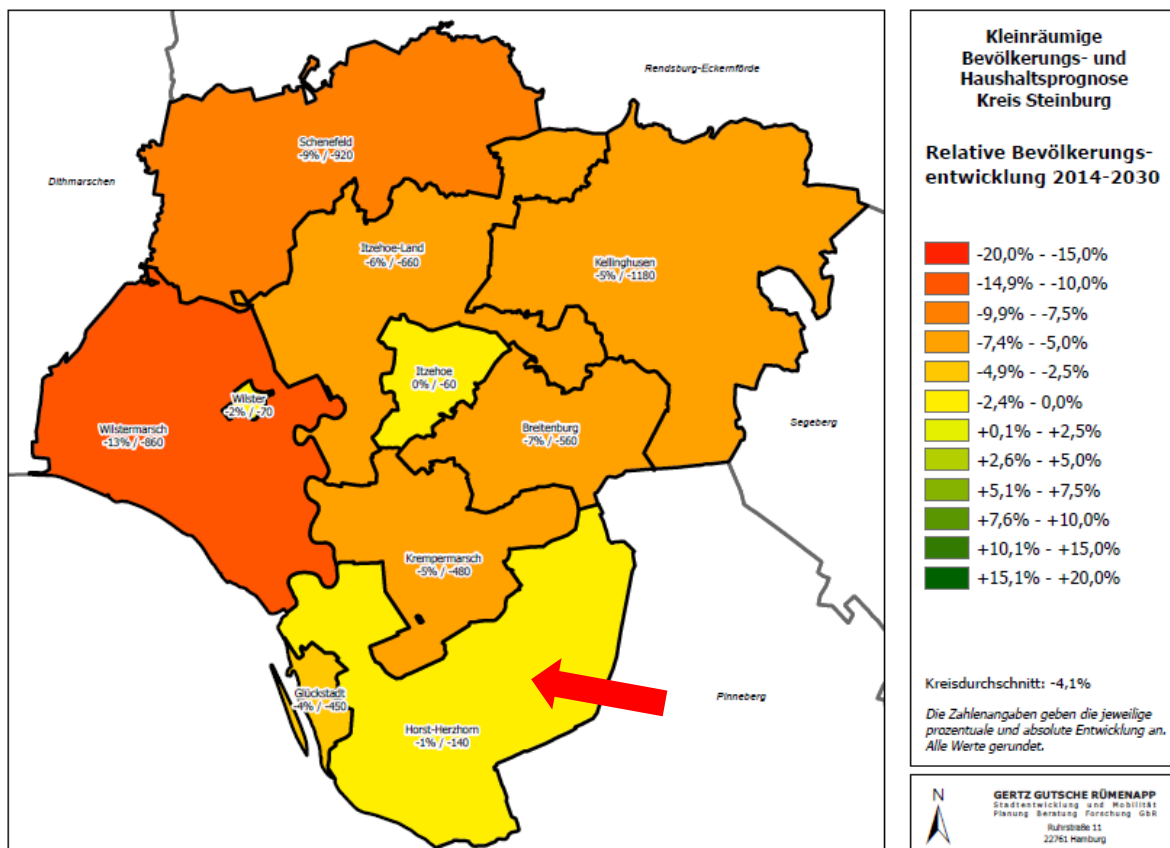 Rendsburg-Eckernförde
Schenefeld
-9% / -920
Dithmarschen
Itzehoe-Land
-6% / -660
Kellinghusen
-5% / -1180
Itzehoe
0% / -60
Wilster
-2% / -70
Wilstermarsch
-13% / -860
Breitenburg
-7% / -560
Segeberg
Krempermarsch
-5% / -480
Glückstadt
-4% / -450
Pinneberg
Horst-Herzhorn
-1% / -140
Kleinräumige
Bevölkerungs- und
Haushaltsprognose
Kreis Steinburg
Relative Bevölkerungs-
entwicklung 2014-2030
-20,0% - -15,0%
-14,9% - -10,0%
-9,9% - -7,5%
-7,4% - -5,0%
-4,9% - -2,5%
-2,4% - 0,0%
+0,1% - +2,5%
+2,6% - +5,0%
+5,1% - +7,5%
+7,6% - +10,0%
+10,1% - +15,0%
+15,1% - +20,0%
Kreisdurchschnitt: -4,1%
Die Zahlenangaben geben die jeweilige
prozentuale und absolute Entwicklung an.
Alle Werte gerundet.
N
GERTZ GUTSCHE RÜMENAPP
Stadtentwicklung und Mobilität
Planung Beratung Forschung GbR
Ruhrstraße 11
22761 Hamburg